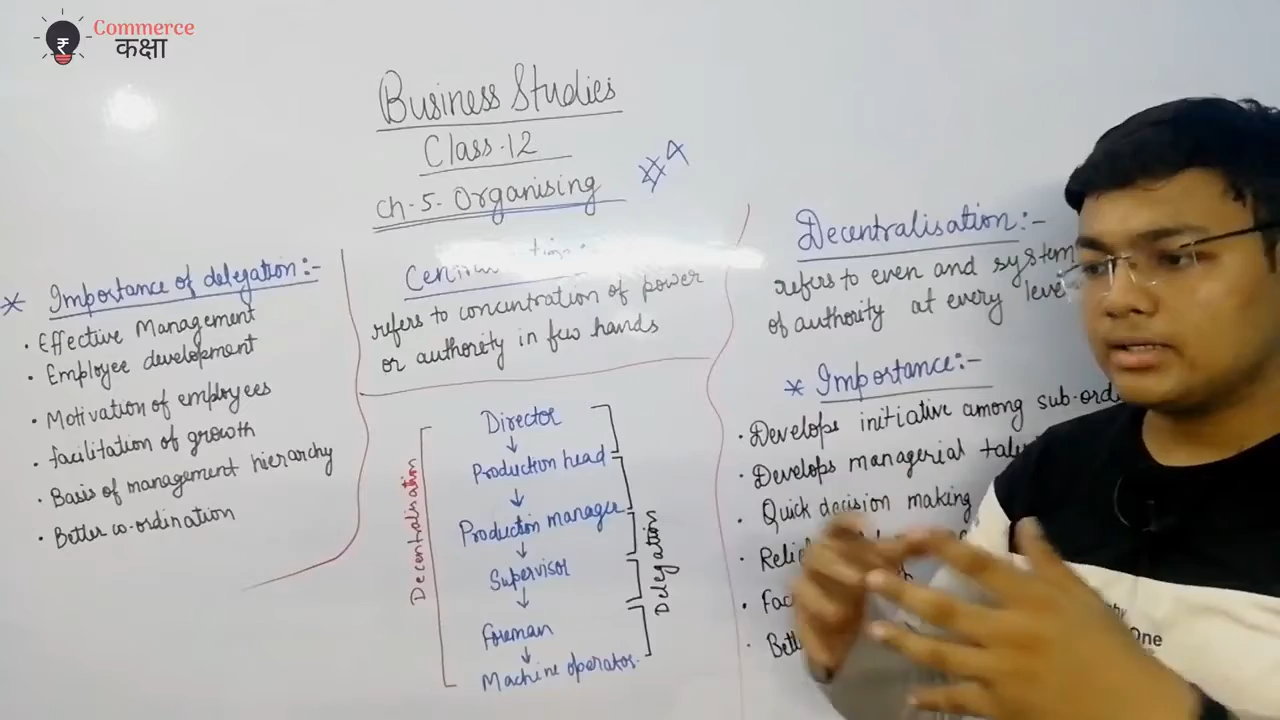 Commerce
कक्षा
Business Studies
Class-12
Ch-5- Organising
#4
* Importance of delegation:-
• Effective Management
• Employee development
• Motivation of employees
• facilitation of growth
• Basis of management hierarchy
• Better co-ordination
refers to concentration of power
or authority in few hands
Director
Production head
Production manager
Supervisor
Foreman
Machine operator
Decentralisation
Delegation
Decentralisation:-
refers to even and system
of authority at every leve
* Importance:-
• Develops initiative among sub-ord
• Develops managerial tal
• Quick decision making